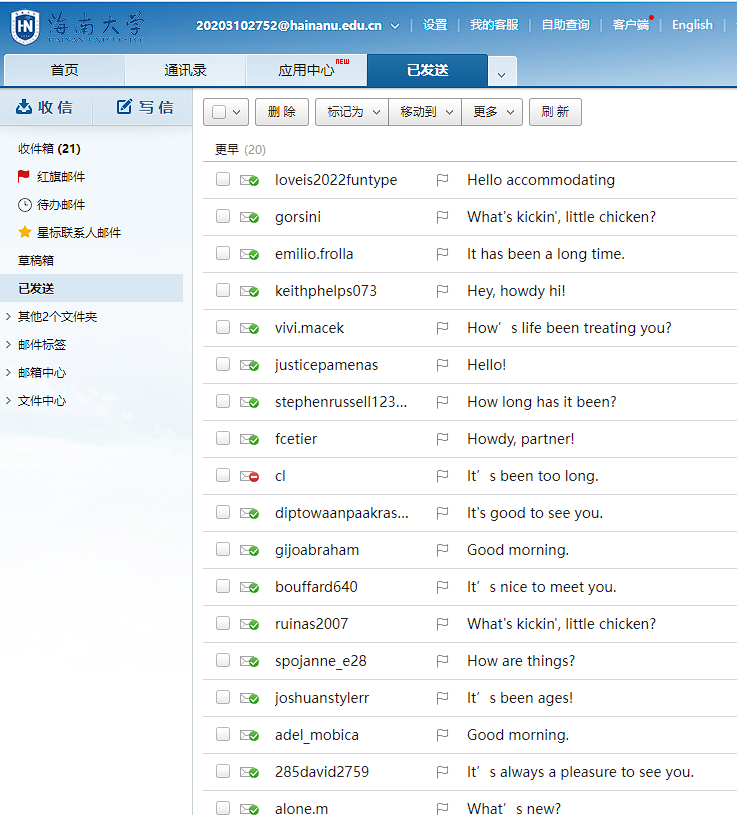 海南大学
HAINAN UNIVERSITY
20203102752@hainanu.edu.cn 设置 我的客服 自助查询 客户端 English
首页 通讯录 应用中心 NEW 已发送
收信 写信
删除 标记为 移动到 更多 刷新
收件箱 (21)
红旗邮件
待办邮件
星标联系人邮件
草稿箱
已发送
其他2个文件夹
邮件标签
邮箱中心
文件中心
更早 (20)
loveis2022funtype Hello accommodating
gorsini What's kickin', little chicken?
emilio.frolla It has been a long time.
keithphelps073 Hey, howdy hi!
vivi.macek How’s life been treating you?
justicepamenas Hello!
stephenrussell123... How long has it been?
fcetier Howdy, partner!
cl It’s been too long.
diptowaanpaakras... It's good to see you.
gijoabraham Good morning.
bouffard640 It’s nice to meet you.
ruinas2007 What's kickin', little chicken?
spojanne_e28 How are things?
joshuanstylerr It’s been ages!
adel_mobica Good morning.
285david2759 It’s always a pleasure to see you.
alone.m What’s new?